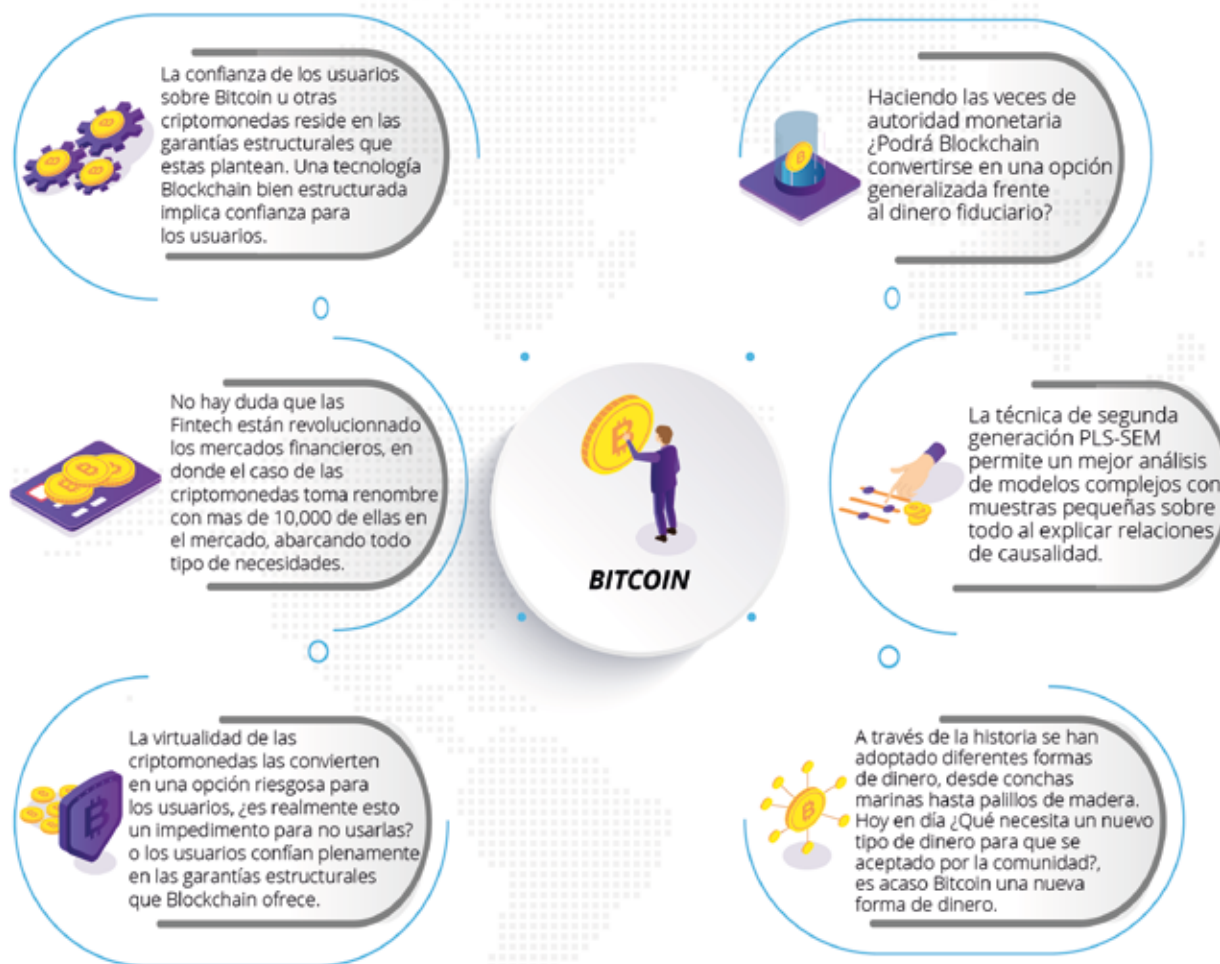 La confianza de los usuarios
sobre Bitcoin u otras
criptomonedas reside en las
garantías estructurales que
estas plantean. Una tecnología
Blockchain bien estructurada
implica confianza para
los usuarios.
Haciendo las veces de
autoridad monetaria
¿Podrá Blockchain
convertirse en una opción
generalizada frente
al dinero fiduciario?
No hay duda que las
Fintech están revolucionnado
los mercados financieros, en
donde el caso de las
criptomonedas toma renombre
con mas de 10,000 de ellas en
el mercado, abarcando todo
tipo de necesidades.
BITCOIN
La técnica de segunda
generación PLS-SEM
permite un mejor análisis
de modelos complejos con
muestras pequeñas sobre
todo al explicar relaciones
de causalidad.
La virtualidad de las
criptomonedas las convierten
en una opción riesgosa para
los usuarios, ¿es realmente esto
un impedimento para no usarlas?
o los usuarios confían plenamente
en las garantías estructurales
que Blockchain ofrece.
A través de la historia se han
adoptado diferentes formas
de dinero, desde conchas
marinas hasta palillos de madera.
Hoy en día ¿Qué necesita un nuevo
tipo de dinero para que se
aceptado por la comunidad?,
es acaso Bitcoin una nueva
forma de dinero.